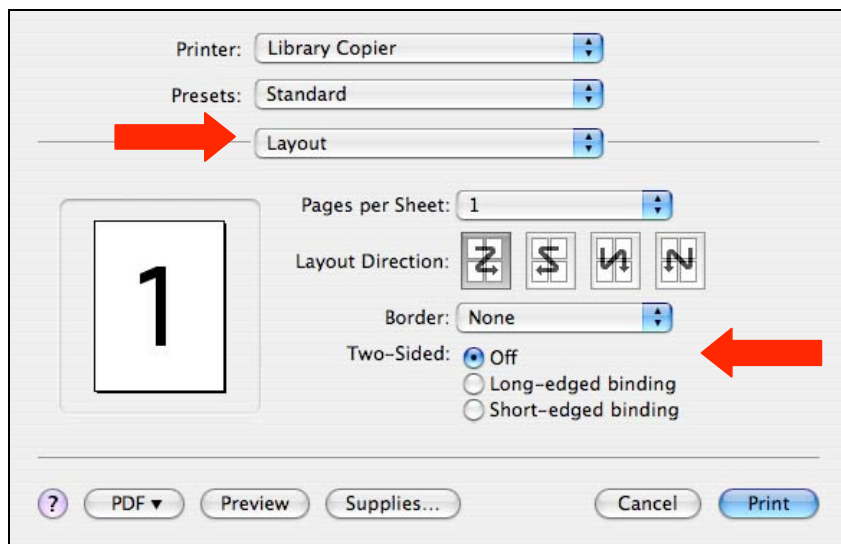 Printer: Library Copier
Presets: Standard
Layout
Pages per Sheet: 1
1
Layout Direction:
Border: None
Two-Sided: Off
Long-edged binding
Short-edged binding
? PDF▼ Preview Supplies... Cancel Print